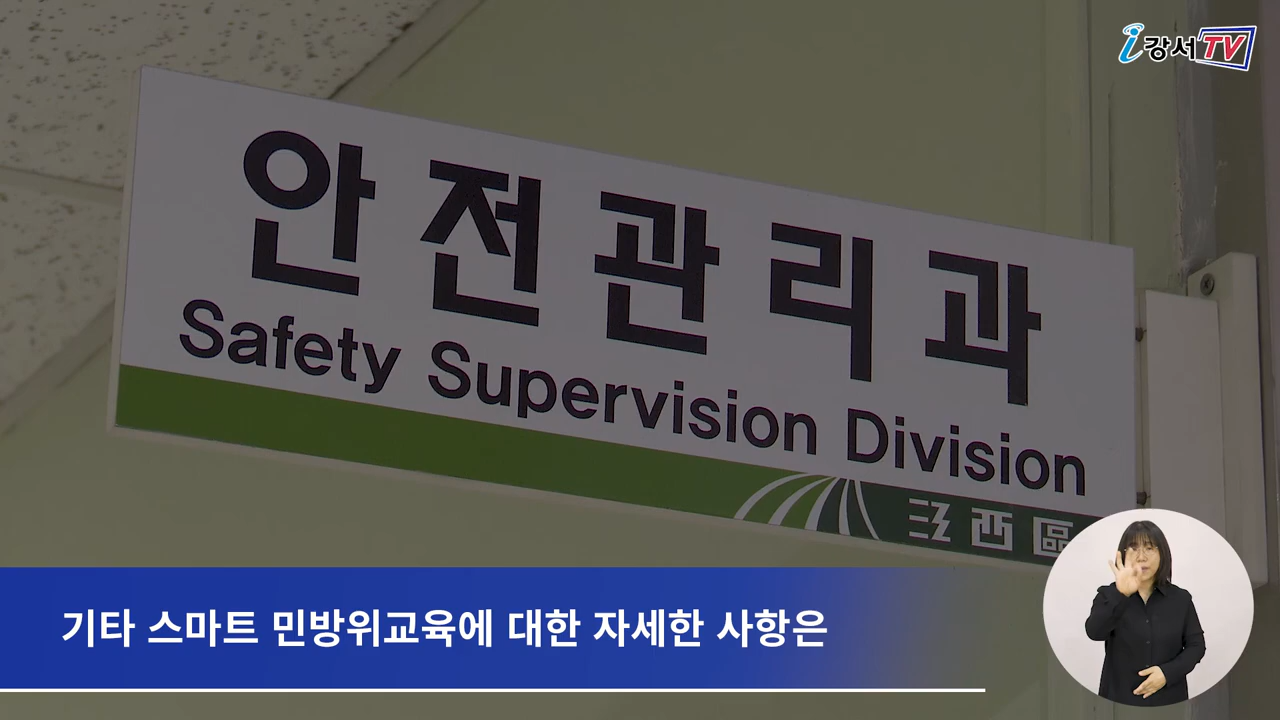 i강서TV
안전관리과
Safety Supervision Division
江西區
기타 스마트 민방위교육에 대한 자세한 사항은